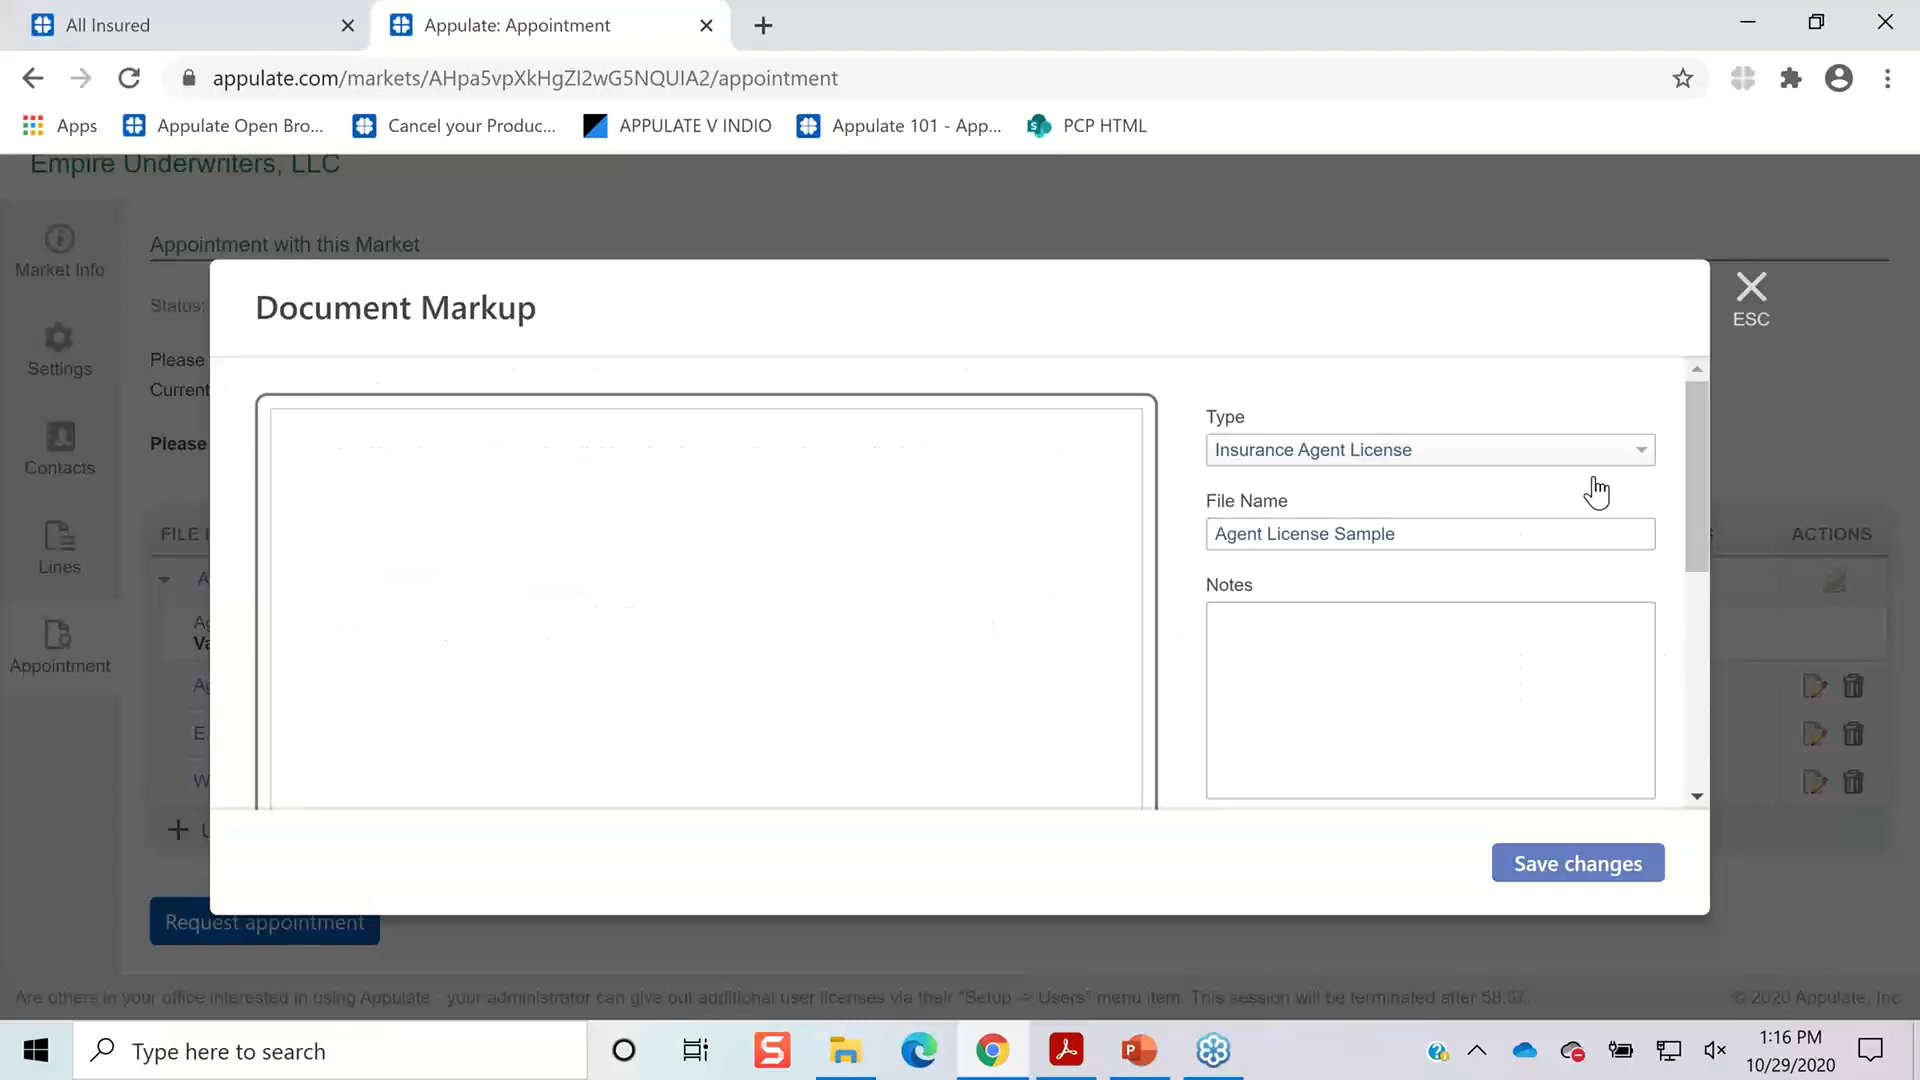 All Insured
Appulate: Appointment
appulate.com/markets/AHpa5vpXkHgZl2wG5NQUIA2/appointment
Apps
Appulate Open Bro...
Cancel your Produc...
APPULATE V INDIO
Appulate 101 - App...
PCP HTML
Empire Underwriters, LLC
Market Info
Settings
Contacts
Lines
Appointment
Appointment with this Market
Status:
Please
Current
Please
FILE
ACTIONS
Document Markup
ESC
Type
Insurance Agent License
File Name
Agent License Sample
Notes
Save changes
Request appointment
Are others in your office interested in using Appulate - your administrator can give out additional user licenses via their "Setup -> Users" menu item. This session will be terminated after 58:57.
© 2020 Appulate, Inc
Type here to search
1:16 PM
10/29/2020